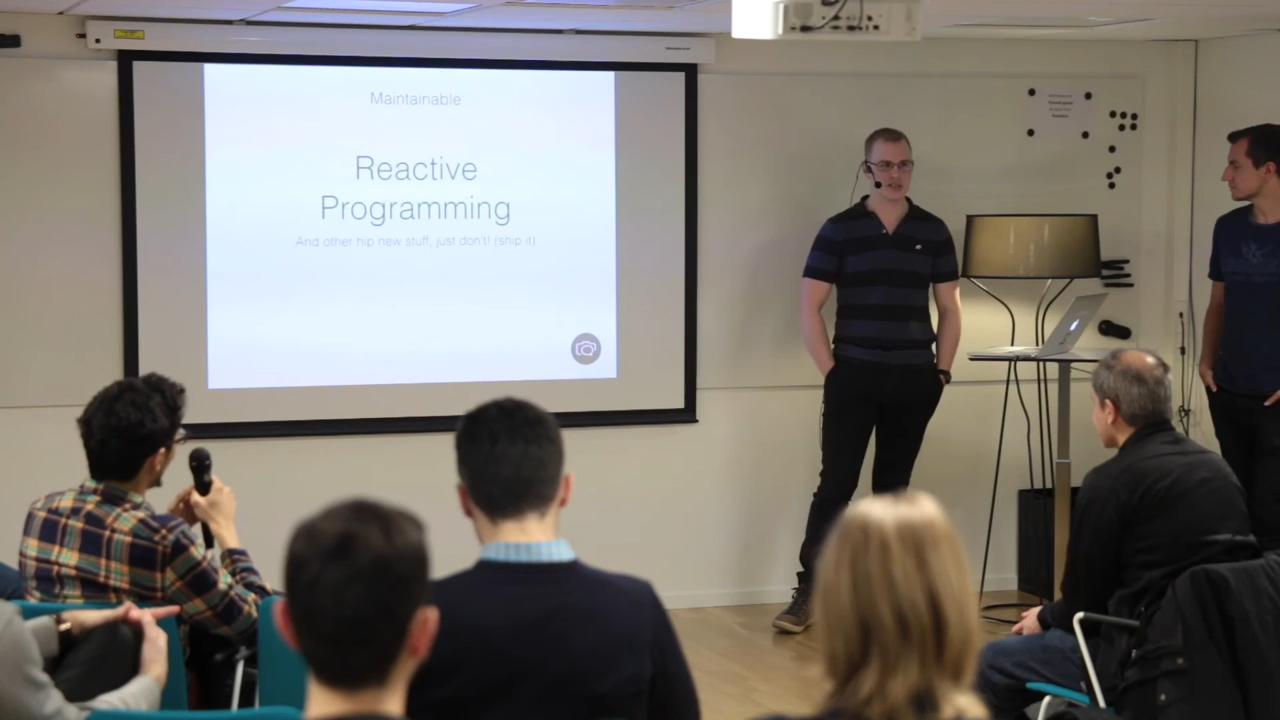 Maintainable
Reactive
Programming
And other hip new stuff, just don't! (ship it)